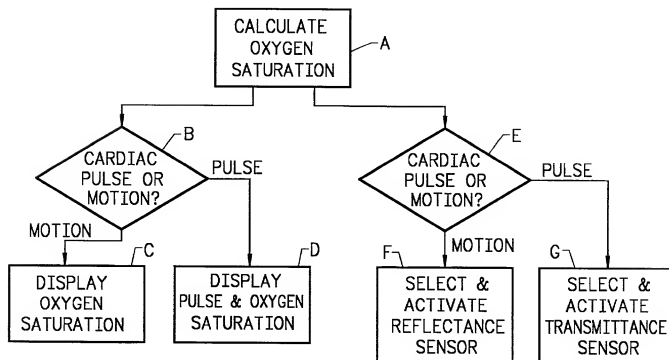 CALCULATE
OXYGEN
SATURATION
A
B
CARDIAC
PULSE OR
MOTION?
PULSE
MOTION
E
CARDIAC
PULSE OR
MOTION?
PULSE
MOTION
C
DISPLAY
OXYGEN
SATURATION
D
DISPLAY
PULSE & OXYGEN
SATURATION
F
SELECT &
ACTIVATE
REFLECTANCE
SENSOR
G
SELECT &
ACTIVATE
TRANSMITTANCE
SENSOR